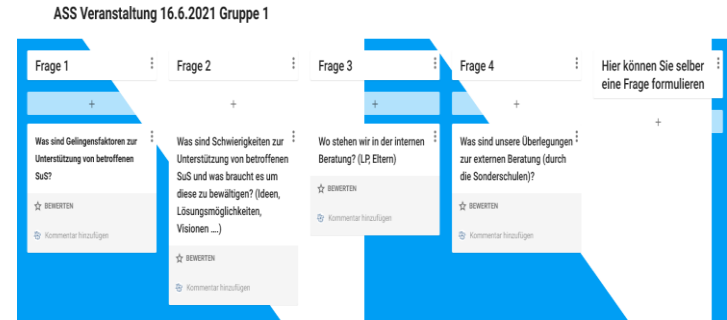 ASS Veranstaltung 16.6.2021 Gruppe 1
Frage 1
+
Was sind Gelingensfaktoren zur
Unterstützung von betroffenen
SuS?
BEWERTEN
Kommentar hinzufügen
Frage 2
+
Was sind Schwierigkeiten zur
Unterstützung von betroffenen
SuS und was braucht es um
diese zu bewältigen? (Ideen,
Lösungsmöglichkeiten,
Visionen ....)
BEWERTEN
Kommentar hinzufügen
Frage 3
+
Wo stehen wir in der internen
Beratung? (LP, Eltern)
BEWERTEN
Kommentar hinzufügen
Frage 4
+
Was sind unsere Überlegungen
zur externen Beratung (durch
die Sonderschulen)?
BEWERTEN
Kommentar hinzufügen
Hier können Sie selber
eine Frage formulieren
+